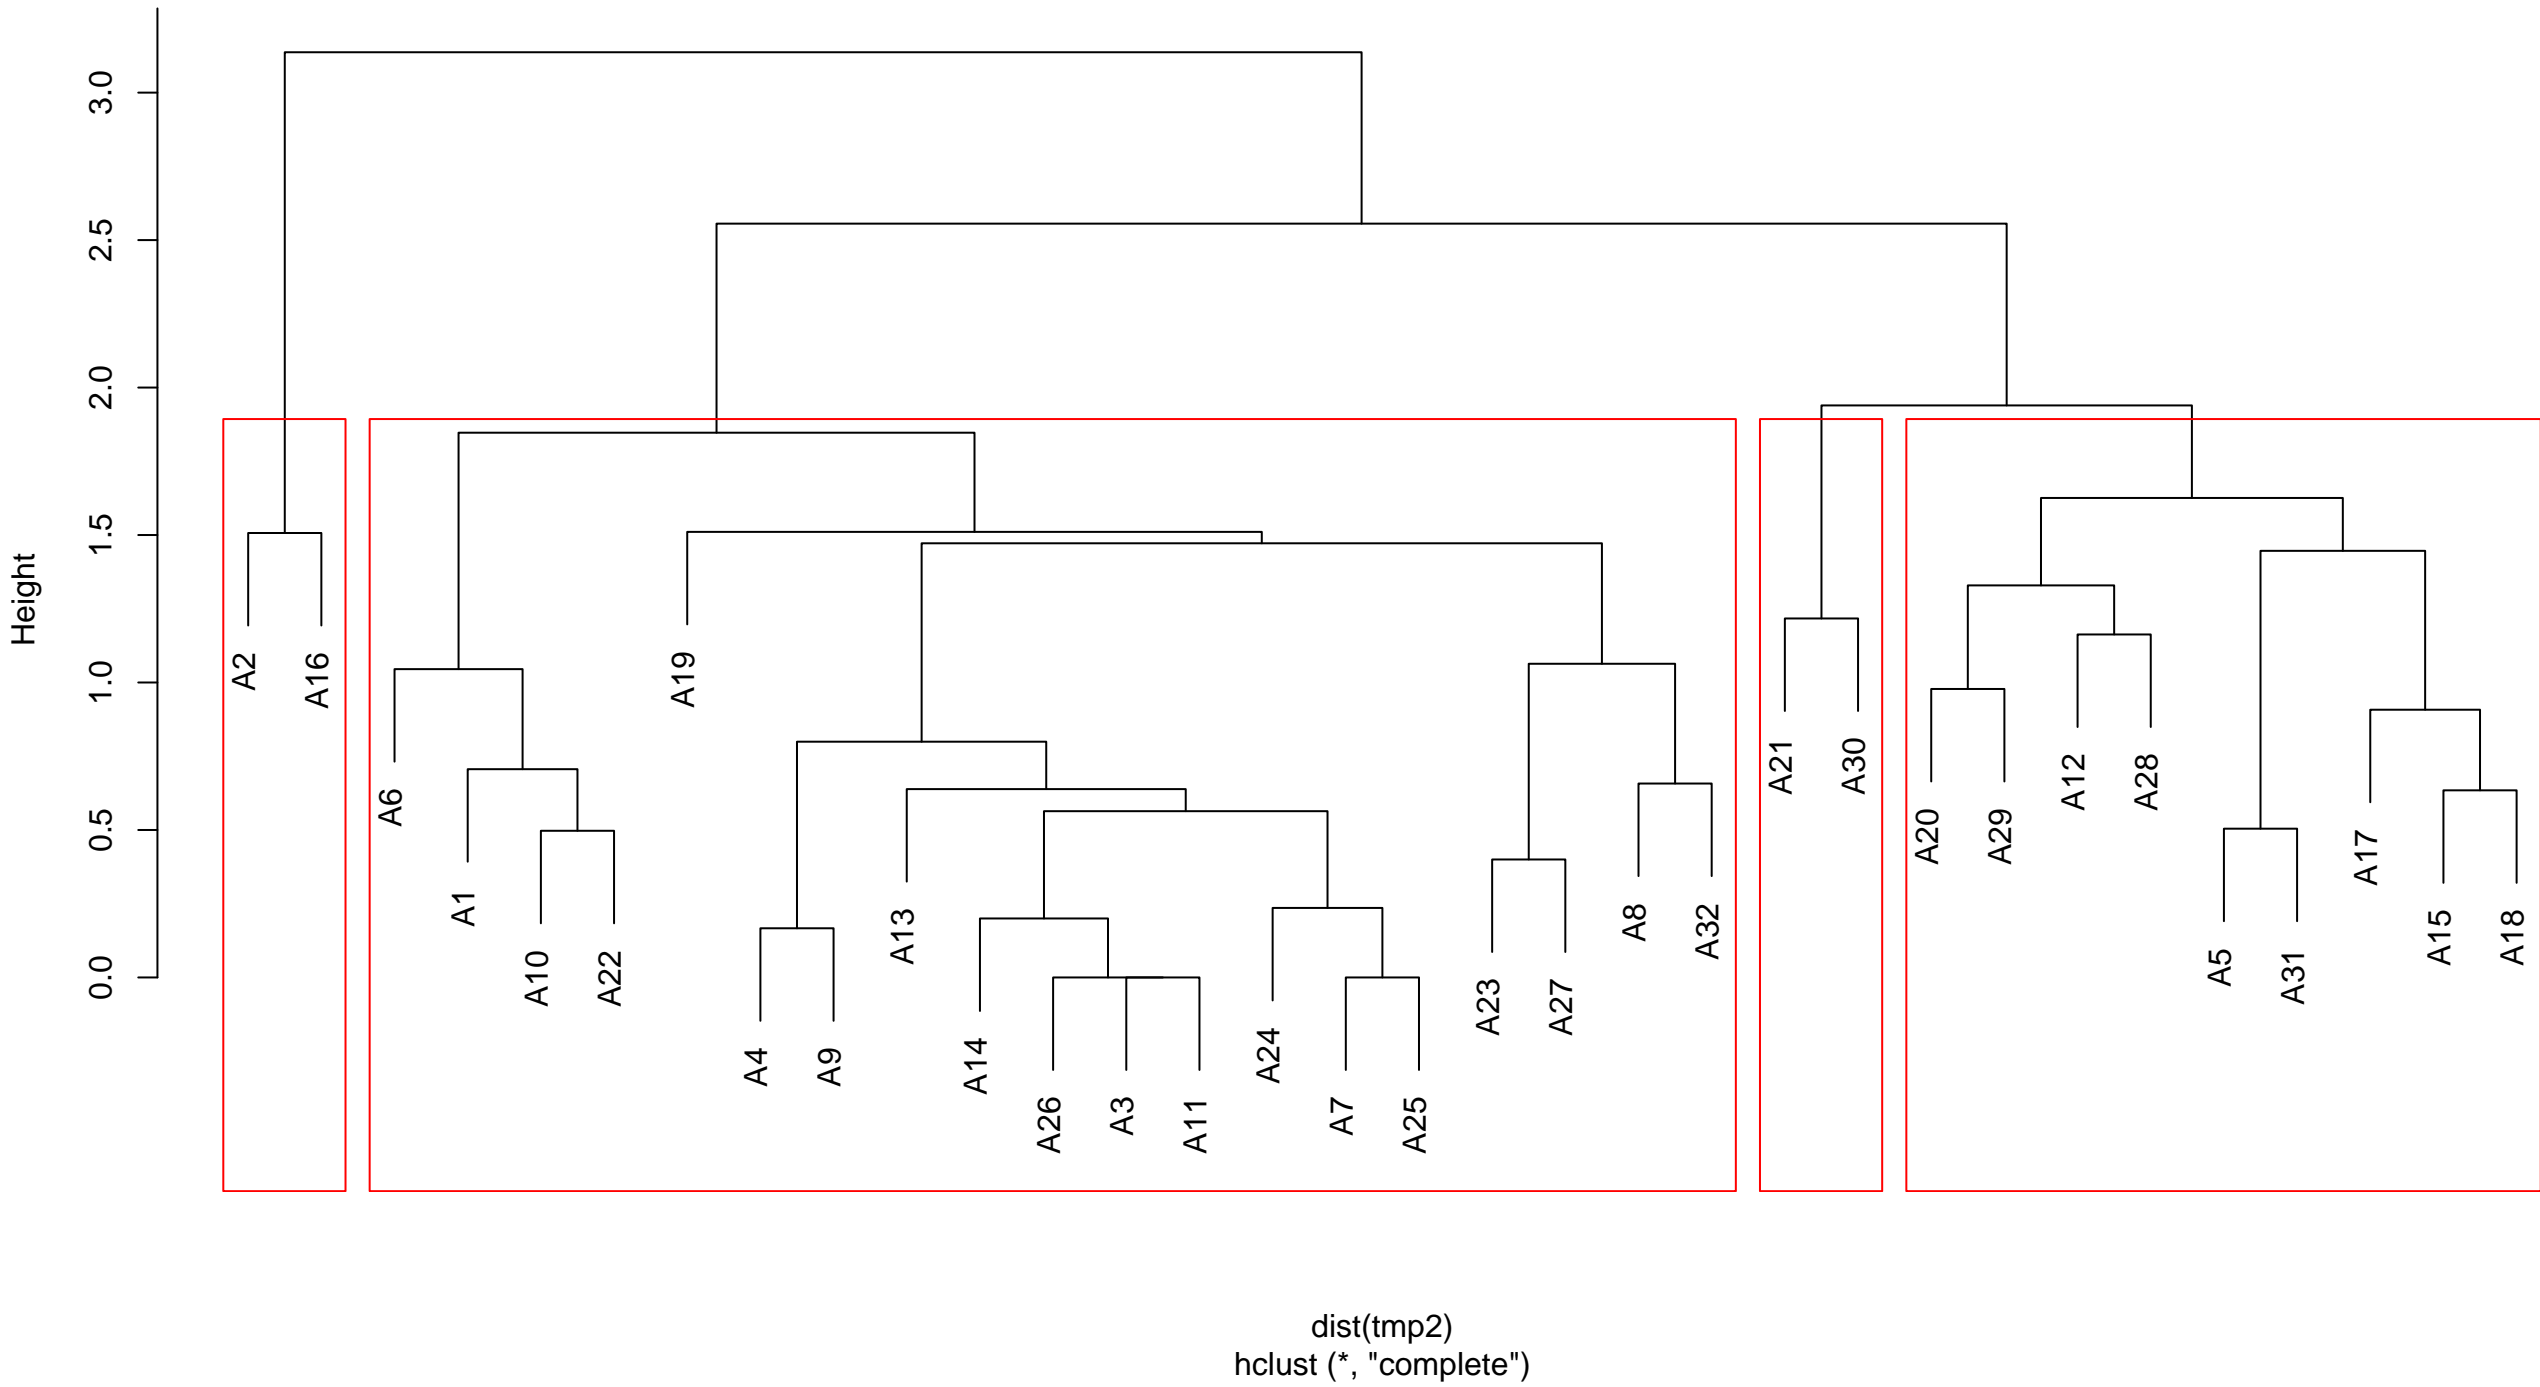 Height
3.0
2.5
2.0
1.5
1.0
0.5
0.0
A2
A16
A6
A1
A10
A22
A19
A4
A9
A13
A14
A26
A3
A11
A24
A7
A25
A23
A27
A8
A32
A21
A30
A20
A29
A12
A28
A5
A31
A17
A15
A18
dist(tmp2)
hclust (*, "complete")